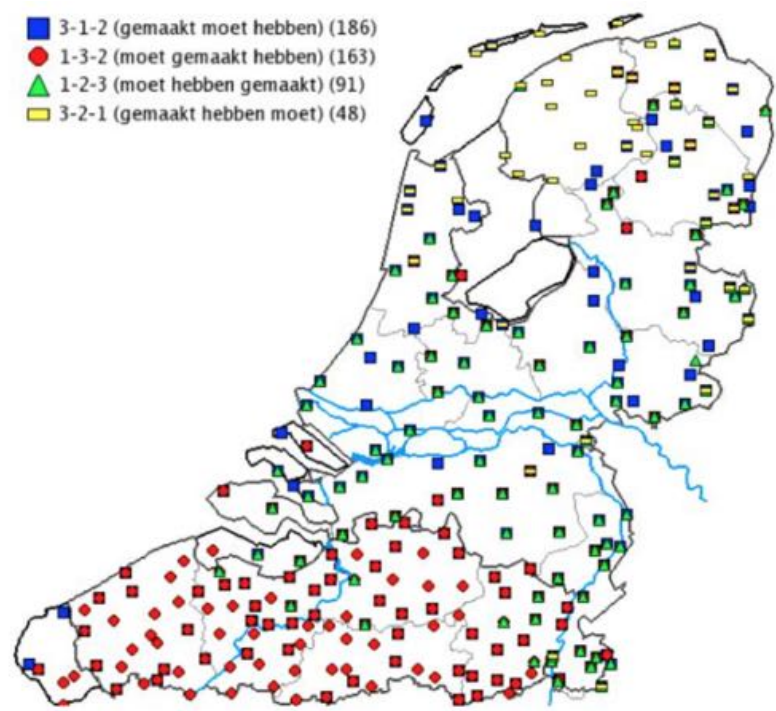 3-1-2 (gemaakt moet hebben) (186)
1-3-2 (moet gemaakt hebben) (163)
1-2-3 (moet hebben gemaakt) (91)
3-2-1 (gemaakt hebben moet) (48)